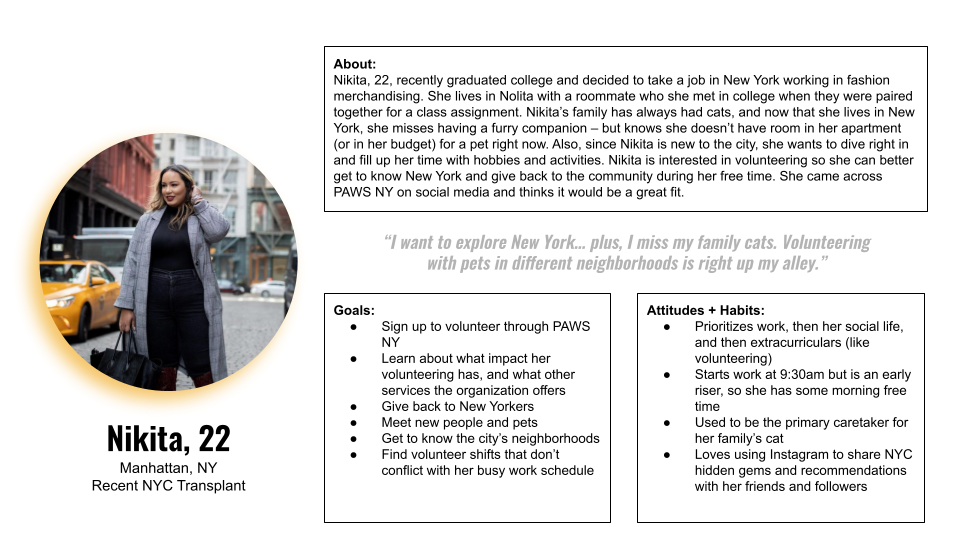 About:
Nikita, 22, recently graduated college and decided to take a job in New York working in fashion
merchandising. She lives in Nolita with a roommate who she met in college when they were paired
together for a class assignment. Nikita’s family has always had cats, and now that she lives in New
York, she misses having a furry companion – but knows she doesn’t have room in her apartment
(or in her budget) for a pet right now. Also, since Nikita is new to the city, she wants to dive right in
and fill up her time with hobbies and activities. Nikita is interested in volunteering so she can better
get to know New York and give back to the community during her free time. She came across
PAWS NY on social media and thinks it would be a great fit.
“I want to explore New York... plus, I miss my family cats. Volunteering
with pets in different neighborhoods is right up my alley.”
Nikita, 22
Manhattan, NY
Recent NYC Transplant
Goals:
● Sign up to volunteer through PAWS
NY
● Learn about what impact her
volunteering has, and what other
services the organization offers
● Give back to New Yorkers
● Meet new people and pets
● Get to know the city’s neighborhoods
● Find volunteer shifts that don’t
conflict with her busy work schedule
Attitudes + Habits:
● Prioritizes work, then her social life,
and then extracurriculars (like
volunteering)
● Starts work at 9:30am but is an early
riser, so she has some morning free
time
● Used to be the primary caretaker for
her family’s cat
● Loves using Instagram to share NYC
hidden gems and recommendations
with her friends and followers